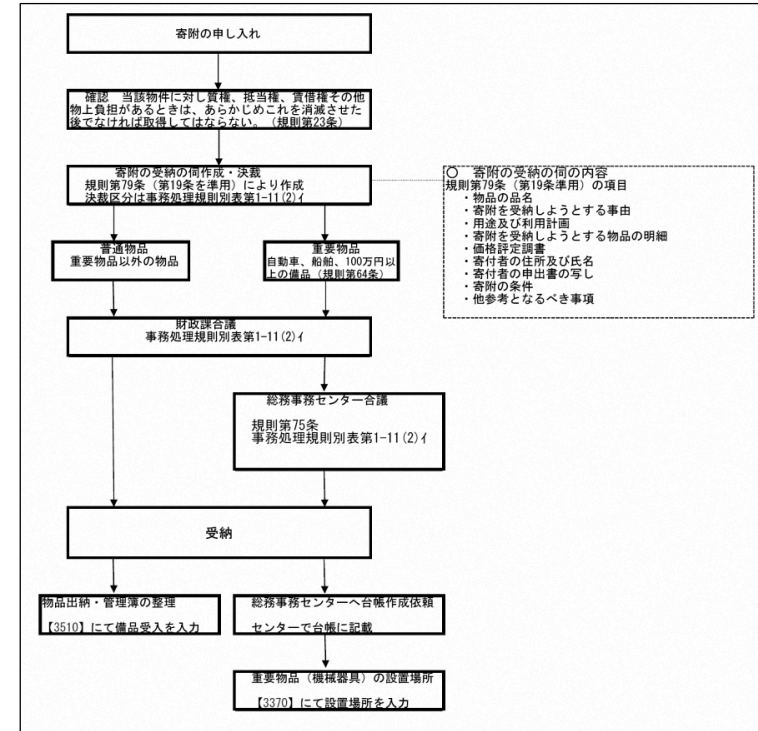 寄附の申し入れ
確認　当該物件に対し質権、抵当権、賃借権その他
物上負担があるときは、あらかじめこれを消滅させた
後でなければ取得してはならない。（規則第23条）
寄附の受納の伺作成・決裁
規則第79条（第19条を準用）により作成
決裁区分は事務処理規則別表第1-11(2)ｲ
○　寄附の受納の伺の内容
規則第79条（第19条準用）の項目
・物品の品名
・寄附を受納しようとする事由
・用途及び利用計画
・寄附を受納しようとする物品の明細
・価格評定調書
・寄付者の住所及び氏名
・寄付者の申出書の写し
・寄附の条件
・他参考となるべき事項
普通物品
重要物品以外の物品
重要物品
自動車、船舶、100万円以
上の備品（規則第64条）
財政課合議
事務処理規則別表第1-11(2)ｲ
総務事務センター合議
規則第75条
事務処理規則別表第1-11(2)ｲ
受納
物品出納・管理簿の整理
【3510】にて備品受入を入力
総務事務センターへ台帳作成依頼
センターで台帳に記載
重要物品（機械器具）の設置場所
【3370】にて設置場所を入力